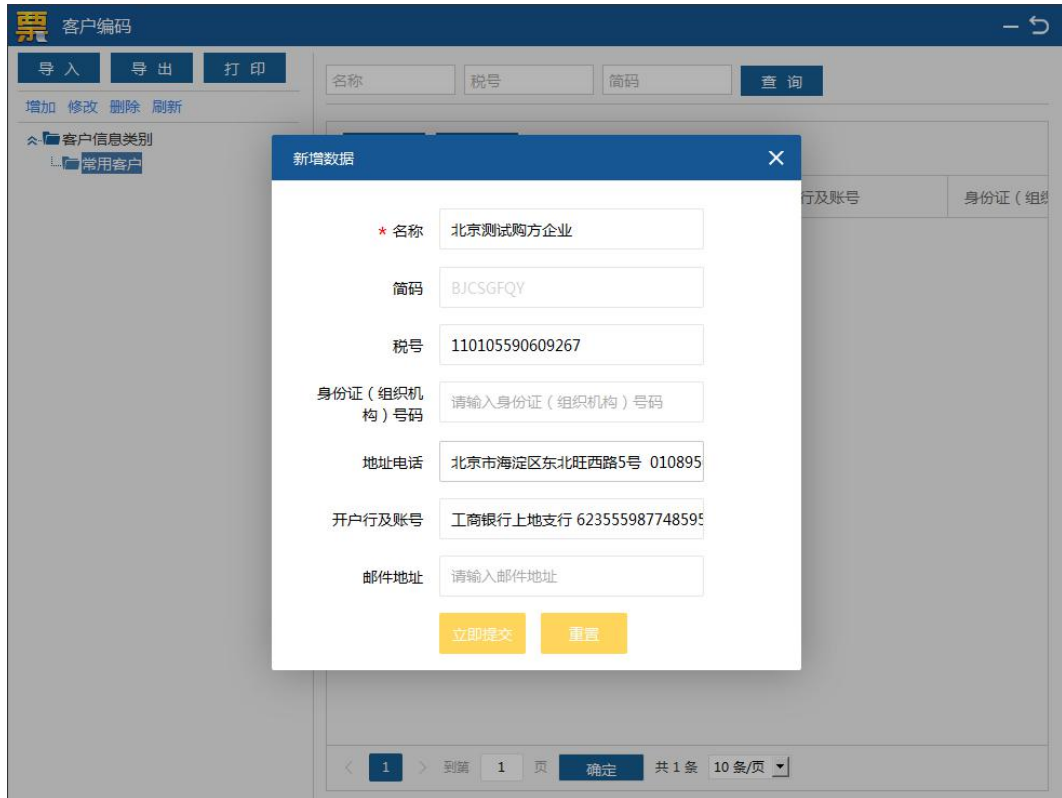 票 客户编码
导入 导出 打印
名称 税号 简码 查询
增加 修改 删除 刷新
客户信息类别
常用客户
新增数据
行及账号 身份证（组织
* 名称 北京测试购方企业
简码 BJCSGFQY
税号 110105590609267
身份证（组织机
构）号码 请输入身份证（组织机构）号码
地址电话 北京市海淀区东北旺西路5号 010895
开户行及账号 工商银行上地支行 623555987748595
邮件地址 请输入邮件地址
立即提交 重置
1 到第 1 页 确定 共 1 条 10 条/页